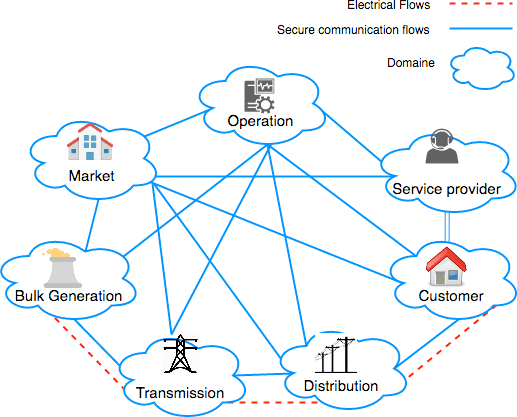 Electrical Flows
Secure communication flows
Domaine
Operation
Market
Service provider
Bulk Generation
Customer
Transmission
Distribution